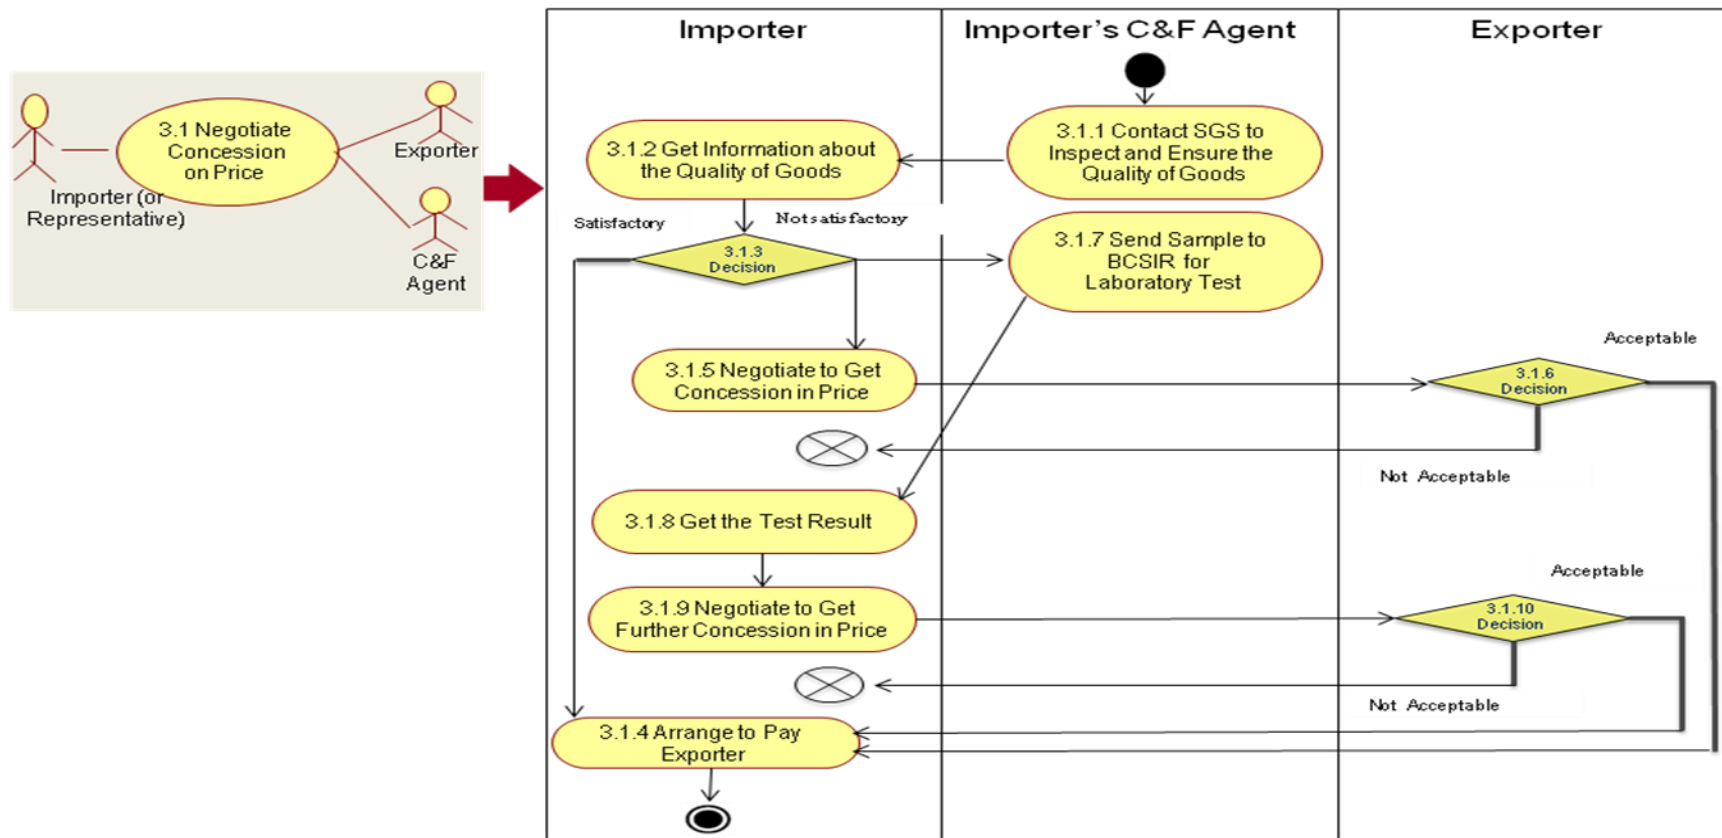 3.1 Negotiate
Concession
on Price
Exporter
Importer (or
Representative)
C&F
Agent
Importer
Importer's C&F Agent
Exporter
3.1.1 Contact SGS to
Inspect and Ensure the
Quality of Goods
3.1.2 Get Information about
the Quality of Goods
Satisfactory
Not satisfactory
3.1.3
Decision
3.1.7 Send Sample to
BCSIR for
Laboratory Test
3.1.5 Negotiate to Get
Concession in Price
Acceptable
3.1.6
Decision
Not Acceptable
3.1.8 Get the Test Result
3.1.9 Negotiate to Get
Further Concession in Price
Acceptable
3.1.10
Decision
Not Acceptable
3.1.4 Arrange to Pay
Exporter